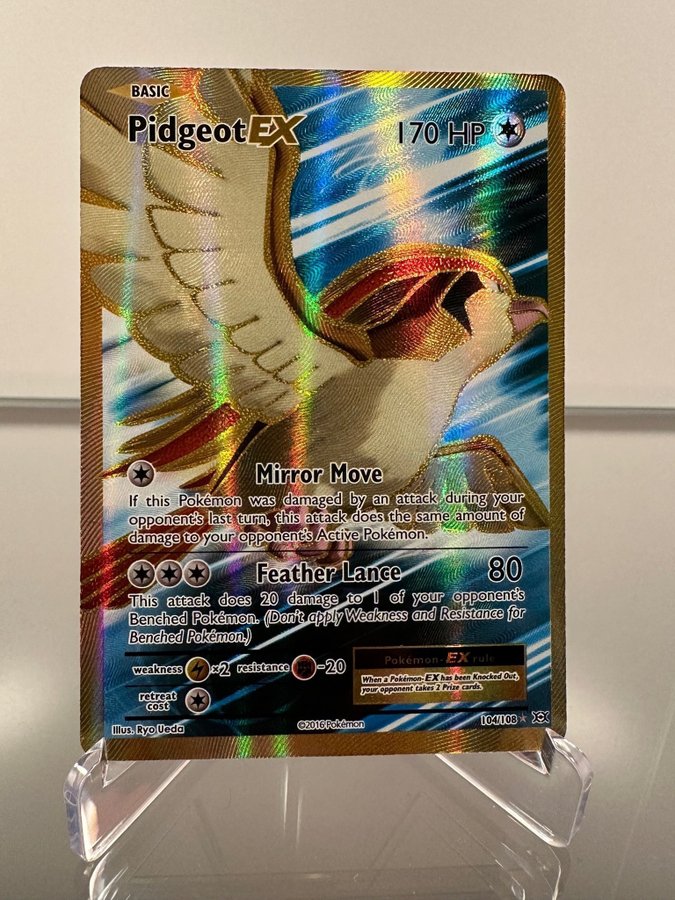 BASIC
PidgeotEX 170 HP
Mirror Move
If this Pokémon was damaged by an attack during your
opponent's last turn, this attack does the same amount of
damage to your opponent's Active Pokémon.
Feather Lance 80
This attack does 20 damage to 1 of your opponent's
Benched Pokémon. (Don't apply Weakness and Resistance for
Benched Pokémon.)
weakness ×2 resistance -20
Pokémon-EX rule
When a Pokémon-EX has been Knocked Out,
your opponent takes 2 Prize cards.
retreat
cost
Illus. Ryo Ueda ©2016 Pokémon 104/108